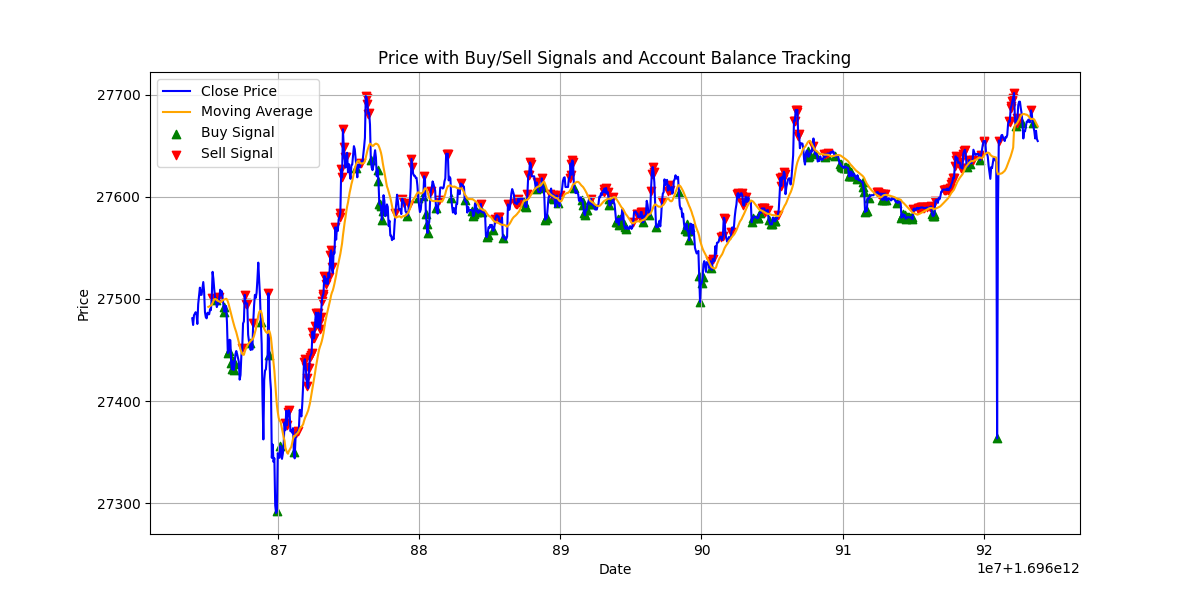 Price with Buy/Sell Signals and Account Balance Tracking
Close Price
Moving Average
Buy Signal
Sell Signal
27700
27600
27500
27400
27300
Price
87 88 89 90 91 92
1e7+1.696e12
Date